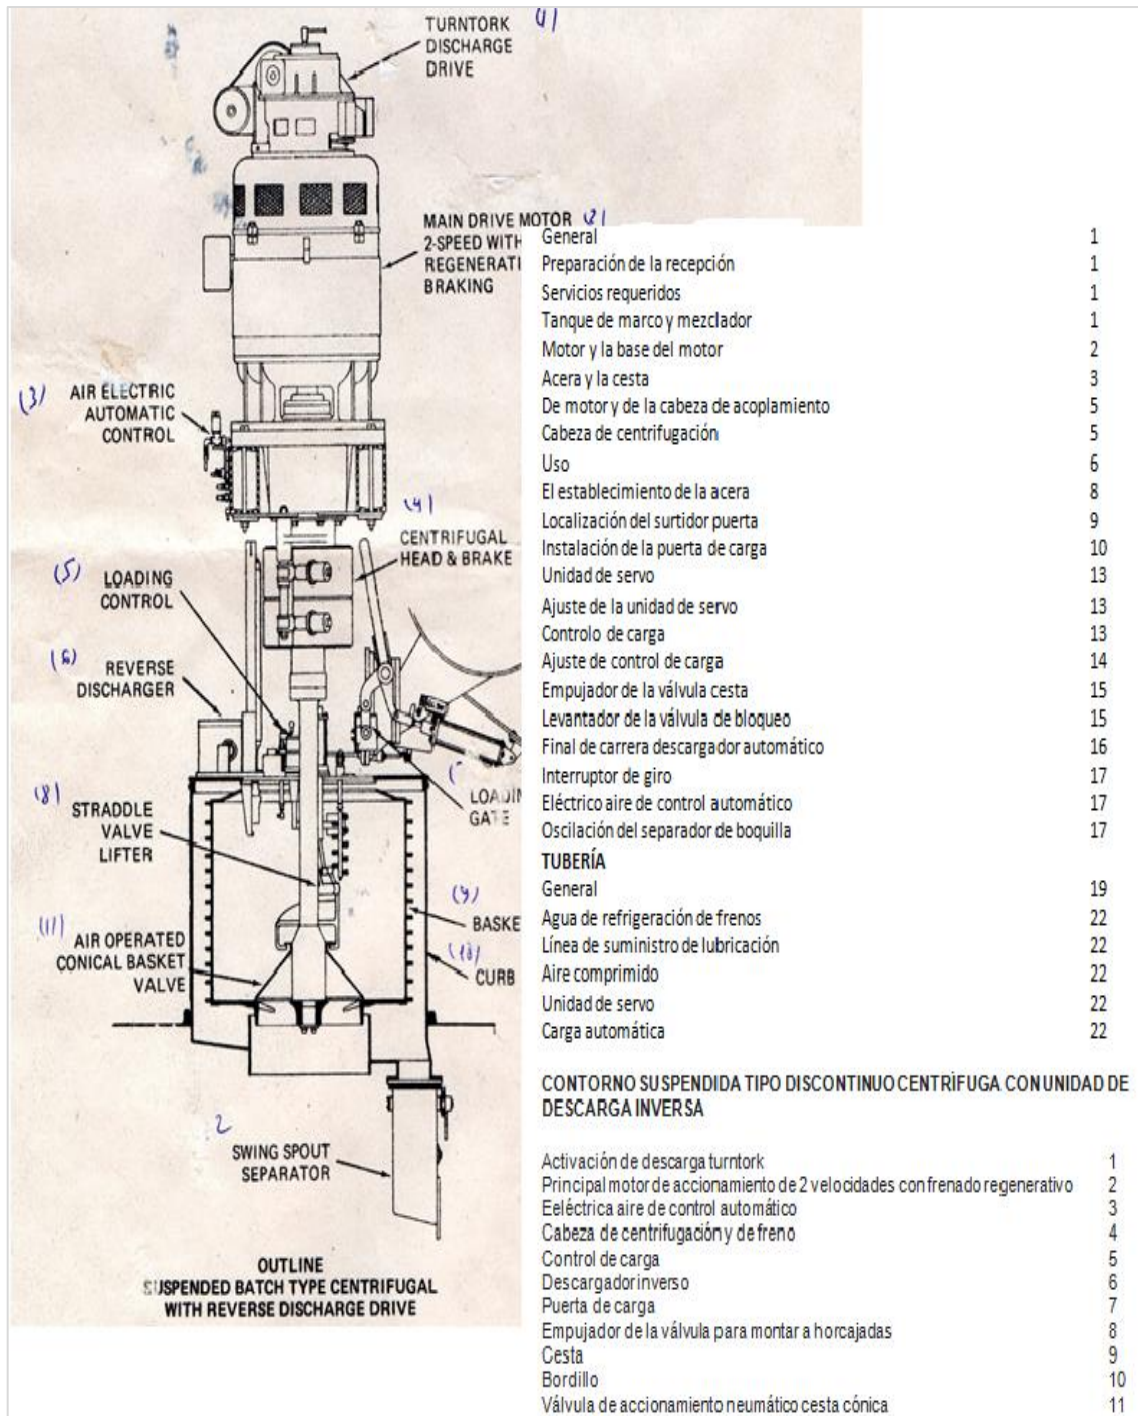 TURNTORK
DISCHARGE
DRIVE
(1)
MAIN DRIVE MOTOR (2)
2-SPEED WITH
REGENERATI
BRAKING
(3)
AIR ELECTRIC
AUTOMATIC
CONTROL
(4)
CENTRIFUGAL
HEAD & BRAKE
(5)
LOADING
CONTROL
(6)
REVERSE
DISCHARGER
LOADIN
GATE
(8)
STRADDLE
VALVE
LIFTER
(9)
BASKE
(10)
CURB
(11)
AIR OPERATED
CONICAL BASKET
VALVE
2
SWING SPOUT
SEPARATOR
OUTLINE
SUSPENDED BATCH TYPE CENTRIFUGAL
WITH REVERSE DISCHARGE DRIVE
General 1
Preparación de la recepción 1
Servicios requeridos 1
Tanque de marco y mezclador 1
Motor y la base del motor 2
Acera y la cesta 3
De motor y de la cabeza de acoplamiento 5
Cabeza de centrifugación 5
Uso 6
El establecimiento de la acera 8
Localización del surtidor puerta 9
Instalación de la puerta de carga 10
Unidad de servo 13
Ajuste de la unidad de servo 13
Controlo de carga 13
Ajuste de control de carga 14
Empujador de la válvula cesta 15
Levantador de la válvula de bloqueo 15
Final de carrera descargador automático 16
Interruptor de giro 17
Eléctrico aire de control automático 17
Oscilación del separador de boquilla 17
TUBERÍA
General 19
Agua de refrigeración de frenos 22
Línea de suministro de lubricación 22
Aire comprimido 22
Unidad de servo 22
Carga automática 22
CONTORNO SUSPENDIDA TIPO DISCONTINUO CENTRÍFUGA CON UNIDAD DE
DESCARGA INVERSA
Activación de descarga turntork 1
Principal motor de accionamiento de 2 velocidades con frenado regenerativo 2
Eeléctrica aire de control automático 3
Cabeza de centrifugación y de freno 4
Control de carga 5
Descargador inverso 6
Puerta de carga 7
Empujador de la válvula para montar a horcajadas 8
Cesta 9
Bordillo 10
Válvula de accionamiento neumático cesta cónica 11